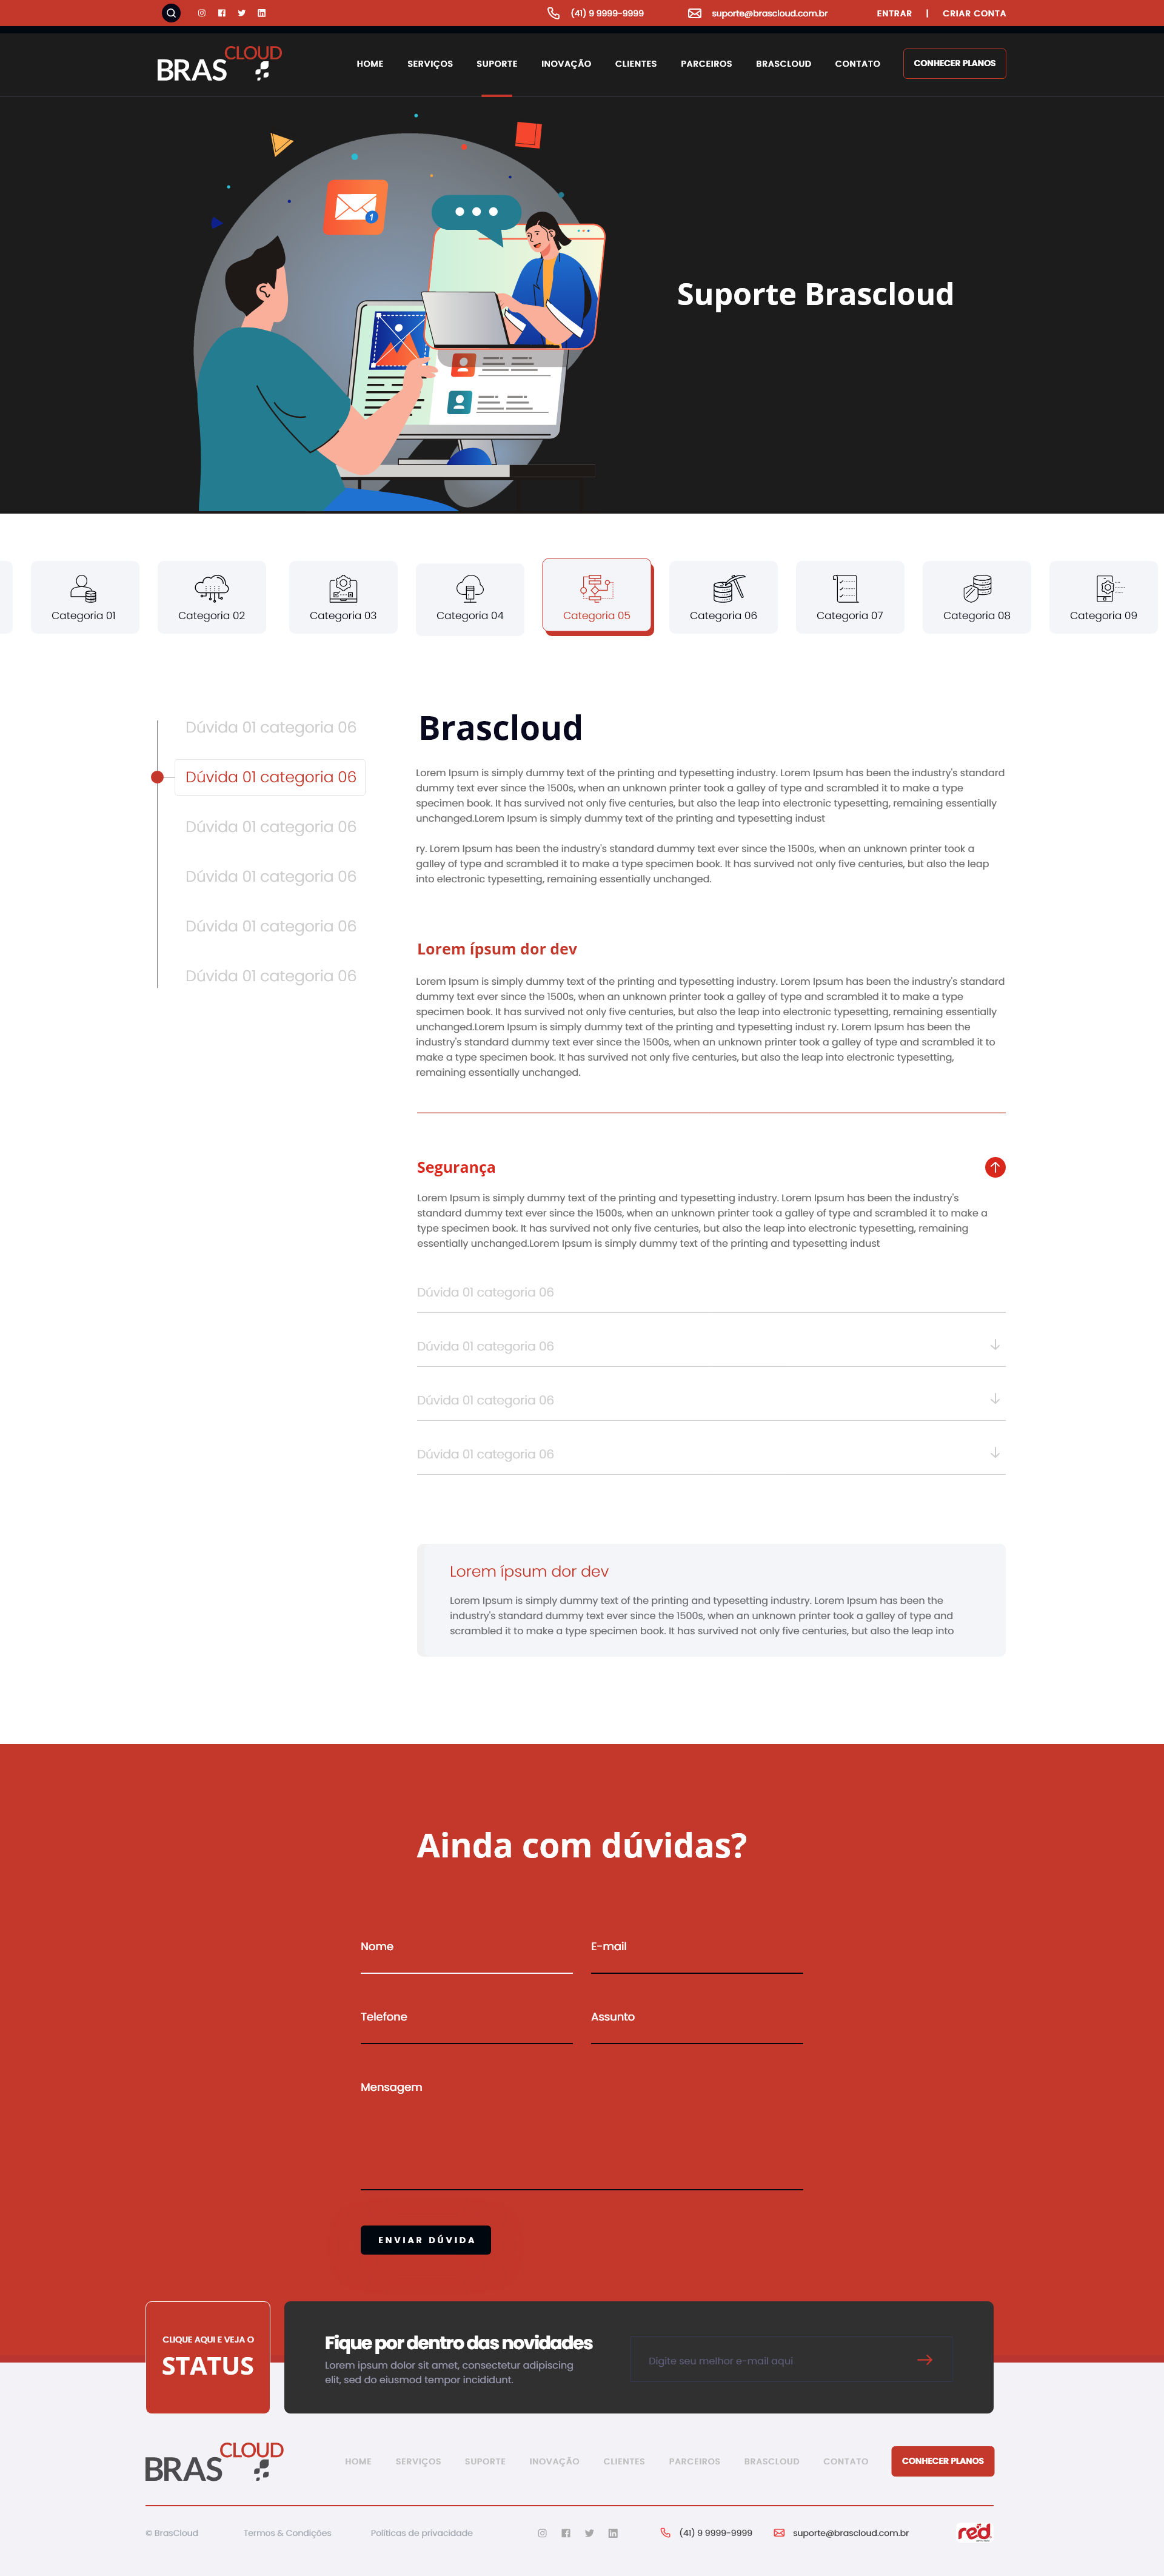 (41) 9 9999-9999 suporte@brascloud.com.br ENTRAR | CRIAR CONTA
BRASCLOUD
HOME SERVIÇOS SUPORTE INOVAÇÃO CLIENTES PARCEIROS BRASCLOUD CONTATO CONHECER PLANOS
1
Suporte Brascloud
Categoria 01 Categoria 02 Categoria 03 Categoria 04 Categoria 05 Categoria 06 Categoria 07 Categoria 08 Categoria 09
Dúvida 01 categoria 06
Dúvida 01 categoria 06
Dúvida 01 categoria 06
Dúvida 01 categoria 06
Dúvida 01 categoria 06
Dúvida 01 categoria 06
Brascloud
Lorem Ipsum is simply dummy text of the printing and typesetting industry. Lorem Ipsum has been the industry's standard
dummy text ever since the 1500s, when an unknown printer took a galley of type and scrambled it to make a type
specimen book. It has survived not only five centuries, but also the leap into electronic typesetting, remaining essentially
unchanged.Lorem Ipsum is simply dummy text of the printing and typesetting indust
ry. Lorem Ipsum has been the industry's standard dummy text ever since the 1500s, when an unknown printer took a
galley of type and scrambled it to make a type specimen book. It has survived not only five centuries, but also the leap
into electronic typesetting, remaining essentially unchanged.
Lorem ípsum dor dev
Lorem Ipsum is simply dummy text of the printing and typesetting industry. Lorem Ipsum has been the industry's standard
dummy text ever since the 1500s, when an unknown printer took a galley of type and scrambled it to make a type
specimen book. It has survived not only five centuries, but also the leap into electronic typesetting, remaining essentially
unchanged.Lorem Ipsum is simply dummy text of the printing and typesetting indust ry. Lorem Ipsum has been the
industry's standard dummy text ever since the 1500s, when an unknown printer took a galley of type and scrambled it to
make a type specimen book. It has survived not only five centuries, but also the leap into electronic typesetting,
remaining essentially unchanged.
Segurança
Lorem Ipsum is simply dummy text of the printing and typesetting industry. Lorem Ipsum has been the industry's
standard dummy text ever since the 1500s, when an unknown printer took a galley of type and scrambled it to make a
type specimen book. It has survived not only five centuries, but also the leap into electronic typesetting, remaining
essentially unchanged.Lorem Ipsum is simply dummy text of the printing and typesetting indust
Dúvida 01 categoria 06
Dúvida 01 categoria 06
Dúvida 01 categoria 06
Dúvida 01 categoria 06
Lorem ípsum dor dev
Lorem Ipsum is simply dummy text of the printing and typesetting industry. Lorem Ipsum has been the
industry's standard dummy text ever since the 1500s, when an unknown printer took a galley of type and
scrambled it to make a type specimen book. It has survived not only five centuries, but also the leap into
Ainda com dúvidas?
Nome E-mail
Telefone Assunto
Mensagem
ENVIAR DÚVIDA
CLIQUE AQUI E VEJA O
STATUS
Fique por dentro das novidades
Lorem ipsum dolor sit amet, consectetur adipiscing
elit, sed do eiusmod tempor incididunt.
Digite seu melhor e-mail aqui
BRASCLOUD
HOME SERVIÇOS SUPORTE INOVAÇÃO CLIENTES PARCEIROS BRASCLOUD CONTATO CONHECER PLANOS
© BrasCloud Termos & Condições Políticas de privacidade (41) 9 9999-9999 suporte@brascloud.com.br red